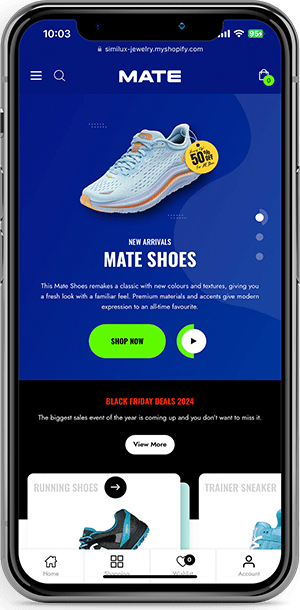 10:03
95+
similux-jewelry.myshopify.com
MATE
0
50%
OFF
NEW ARRIVALS
MATE SHOES
This Mate Shoes remakes a classic with new colours and textures, giving you
a fresh look with a familiar feel. Premium materials and accents give modern
expression to an all-time favourite.
SHOP NOW
BLACK FRIDAY DEALS 2024
The biggest sales event of the year is coming up and you don't want to miss it.
View More
RUNNING SHOES
TRAINER SNEAKER
0
Home
Shopping
Wishlist
Account